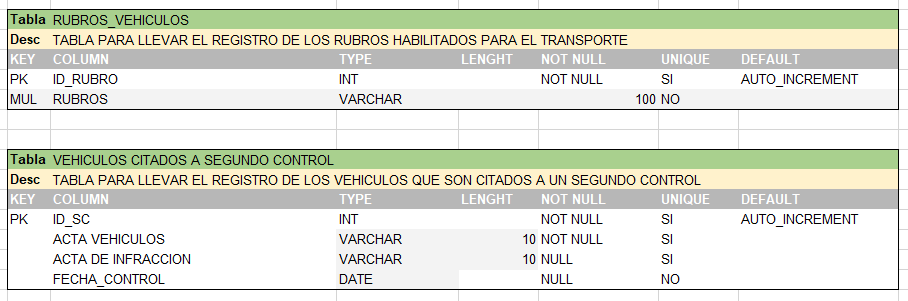 Tabla RUBROS_VEHICULOS
Desc TABLA PARA LLEVAR EL REGISTRO DE LOS RUBROS HABILITADOS PARA EL TRANSPORTE
KEY COLUMN TYPE LENGHT NOT NULL UNIQUE DEFAULT
PK ID_RUBRO INT NOT NULL SI AUTO_INCREMENT
MUL RUBROS VARCHAR 100 NO
Tabla VEHICULOS CITADOS A SEGUNDO CONTROL
Desc TABLA PARA LLEVAR EL REGISTRO DE LOS VEHICULOS QUE SON CITADOS A UN SEGUNDO CONTROL
KEY COLUMN TYPE LENGHT NOT NULL UNIQUE DEFAULT
PK ID_SC INT NOT NULL SI AUTO_INCREMENT
ACTA VEHICULOS VARCHAR 10 NOT NULL SI
ACTA DE INFRACCION VARCHAR 10 NULL SI
FECHA_CONTROL DATE NULL NO